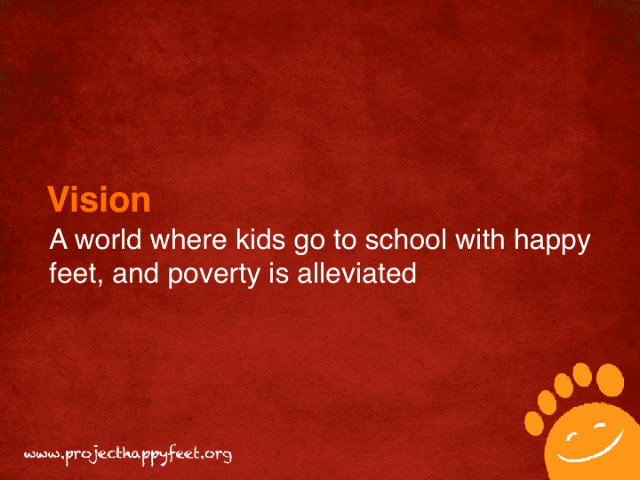 Vision
A world where kids go to school with happy
feet, and poverty is alleviated
www.projecthappyfeet.org